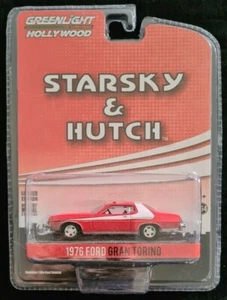 GREENLIGHT
HOLLYWOOD
STARSKY
&
HUTCH
1976 FORD GRAN TORINO